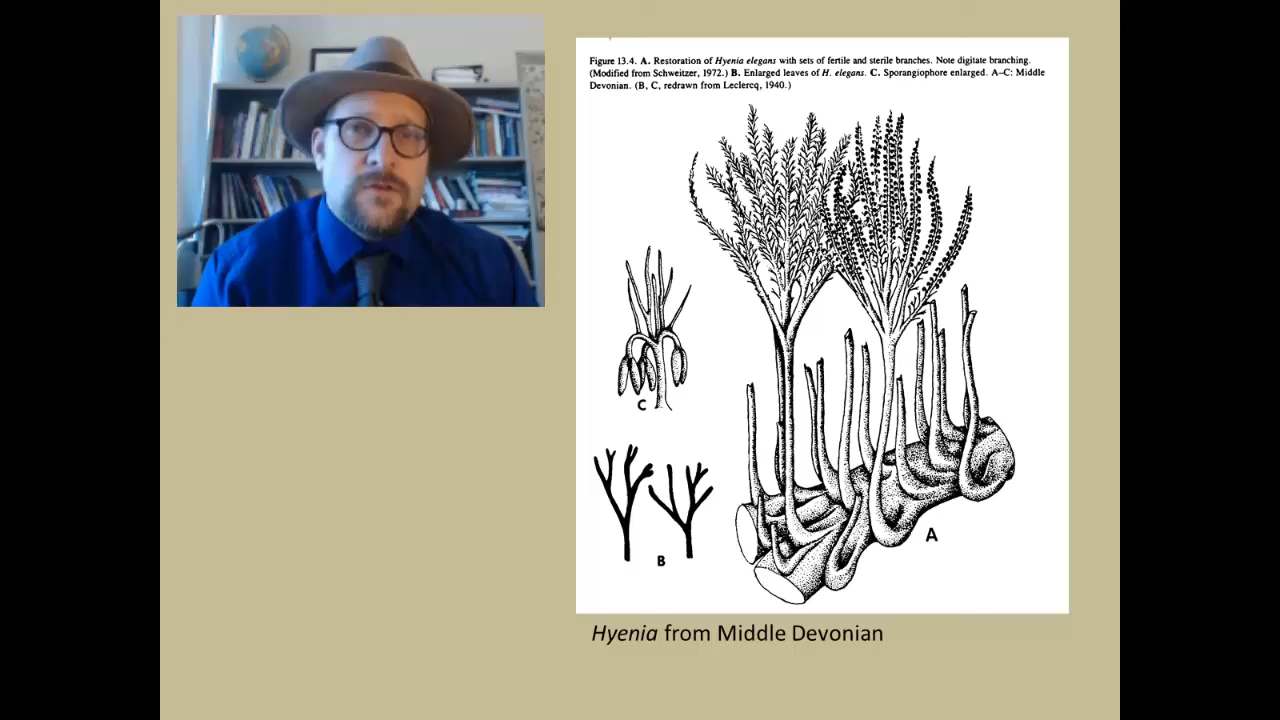 Figure 13.4. A. Restoration of Hyenia elegans with sets of fertile and sterile branches. Note digitate branching.
(Modified from Schweitzer, 1972.) B. Enlarged leaves of H. elegans. C. Sporangiophore enlarged. A–C: Middle
Devonian. (B, C, redrawn from Leclercq, 1940.)
C
B
A
Hyenia from Middle Devonian